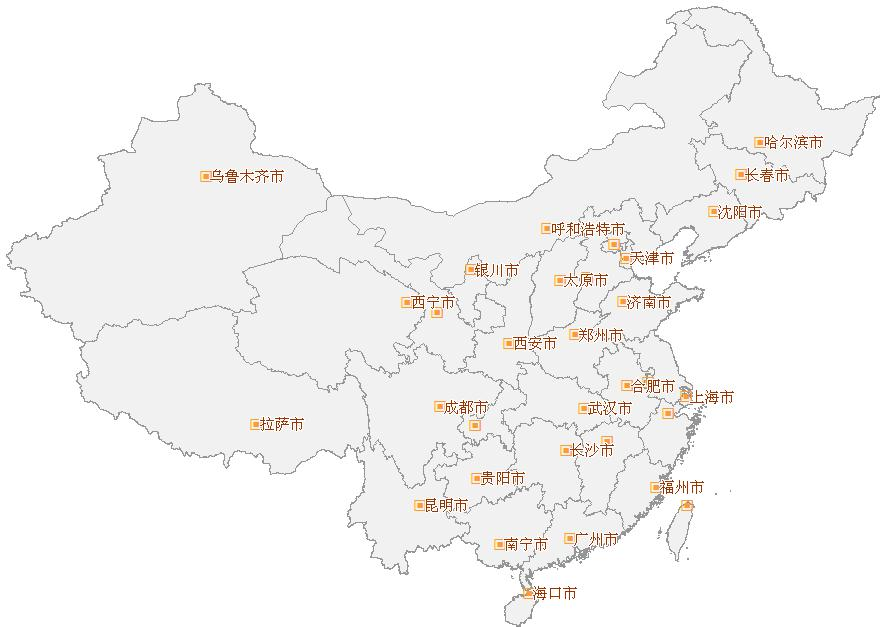 哈尔滨市
长春市
乌鲁木齐市
沈阳市
呼和浩特市
天津市
银川市
太原市
西宁市
济南市
郑州市
西安市
合肥市
上海市
成都市
武汉市
拉萨市
长沙市
贵阳市
福州市
昆明市
广州市
南宁市
海口市